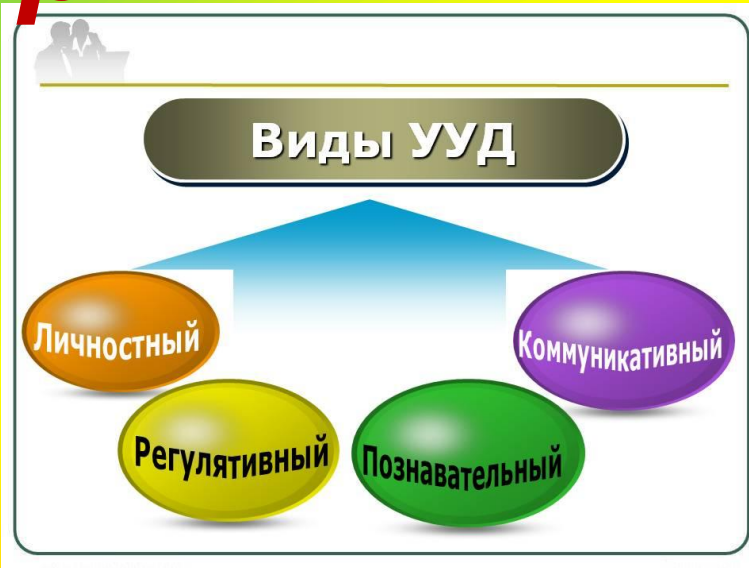 Виды УУД
Личностный
Коммуникативный
Регулятивный
Познавательный